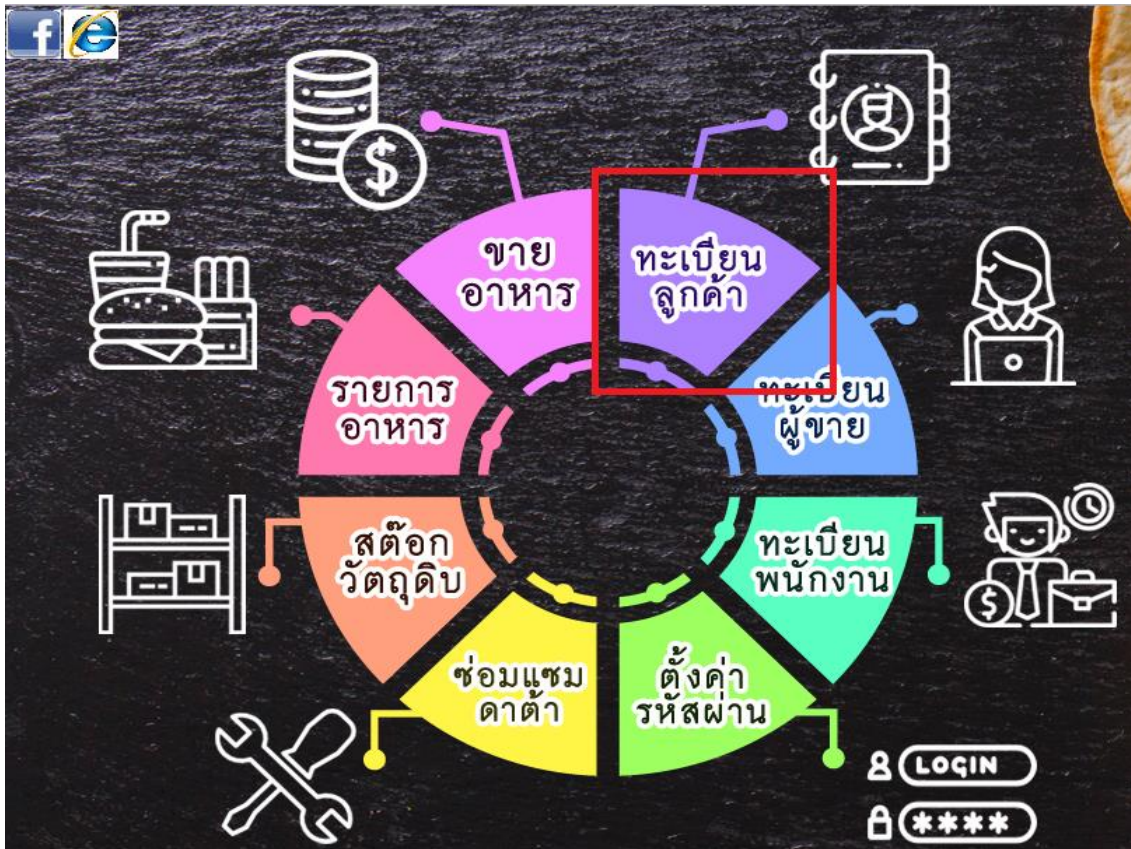 f
e
ขาย
อาหาร
ทะเบียน
ลูกค้า
รายการ
อาหาร
ทะเบียน
ผู้ขาย
สต๊อก
วัตถุดิบ
ทะเบียน
พนักงาน
ซ่อมแซม
ดาต้า
ตั้งค่า
รหัสผ่าน
$
$
LOGIN
****